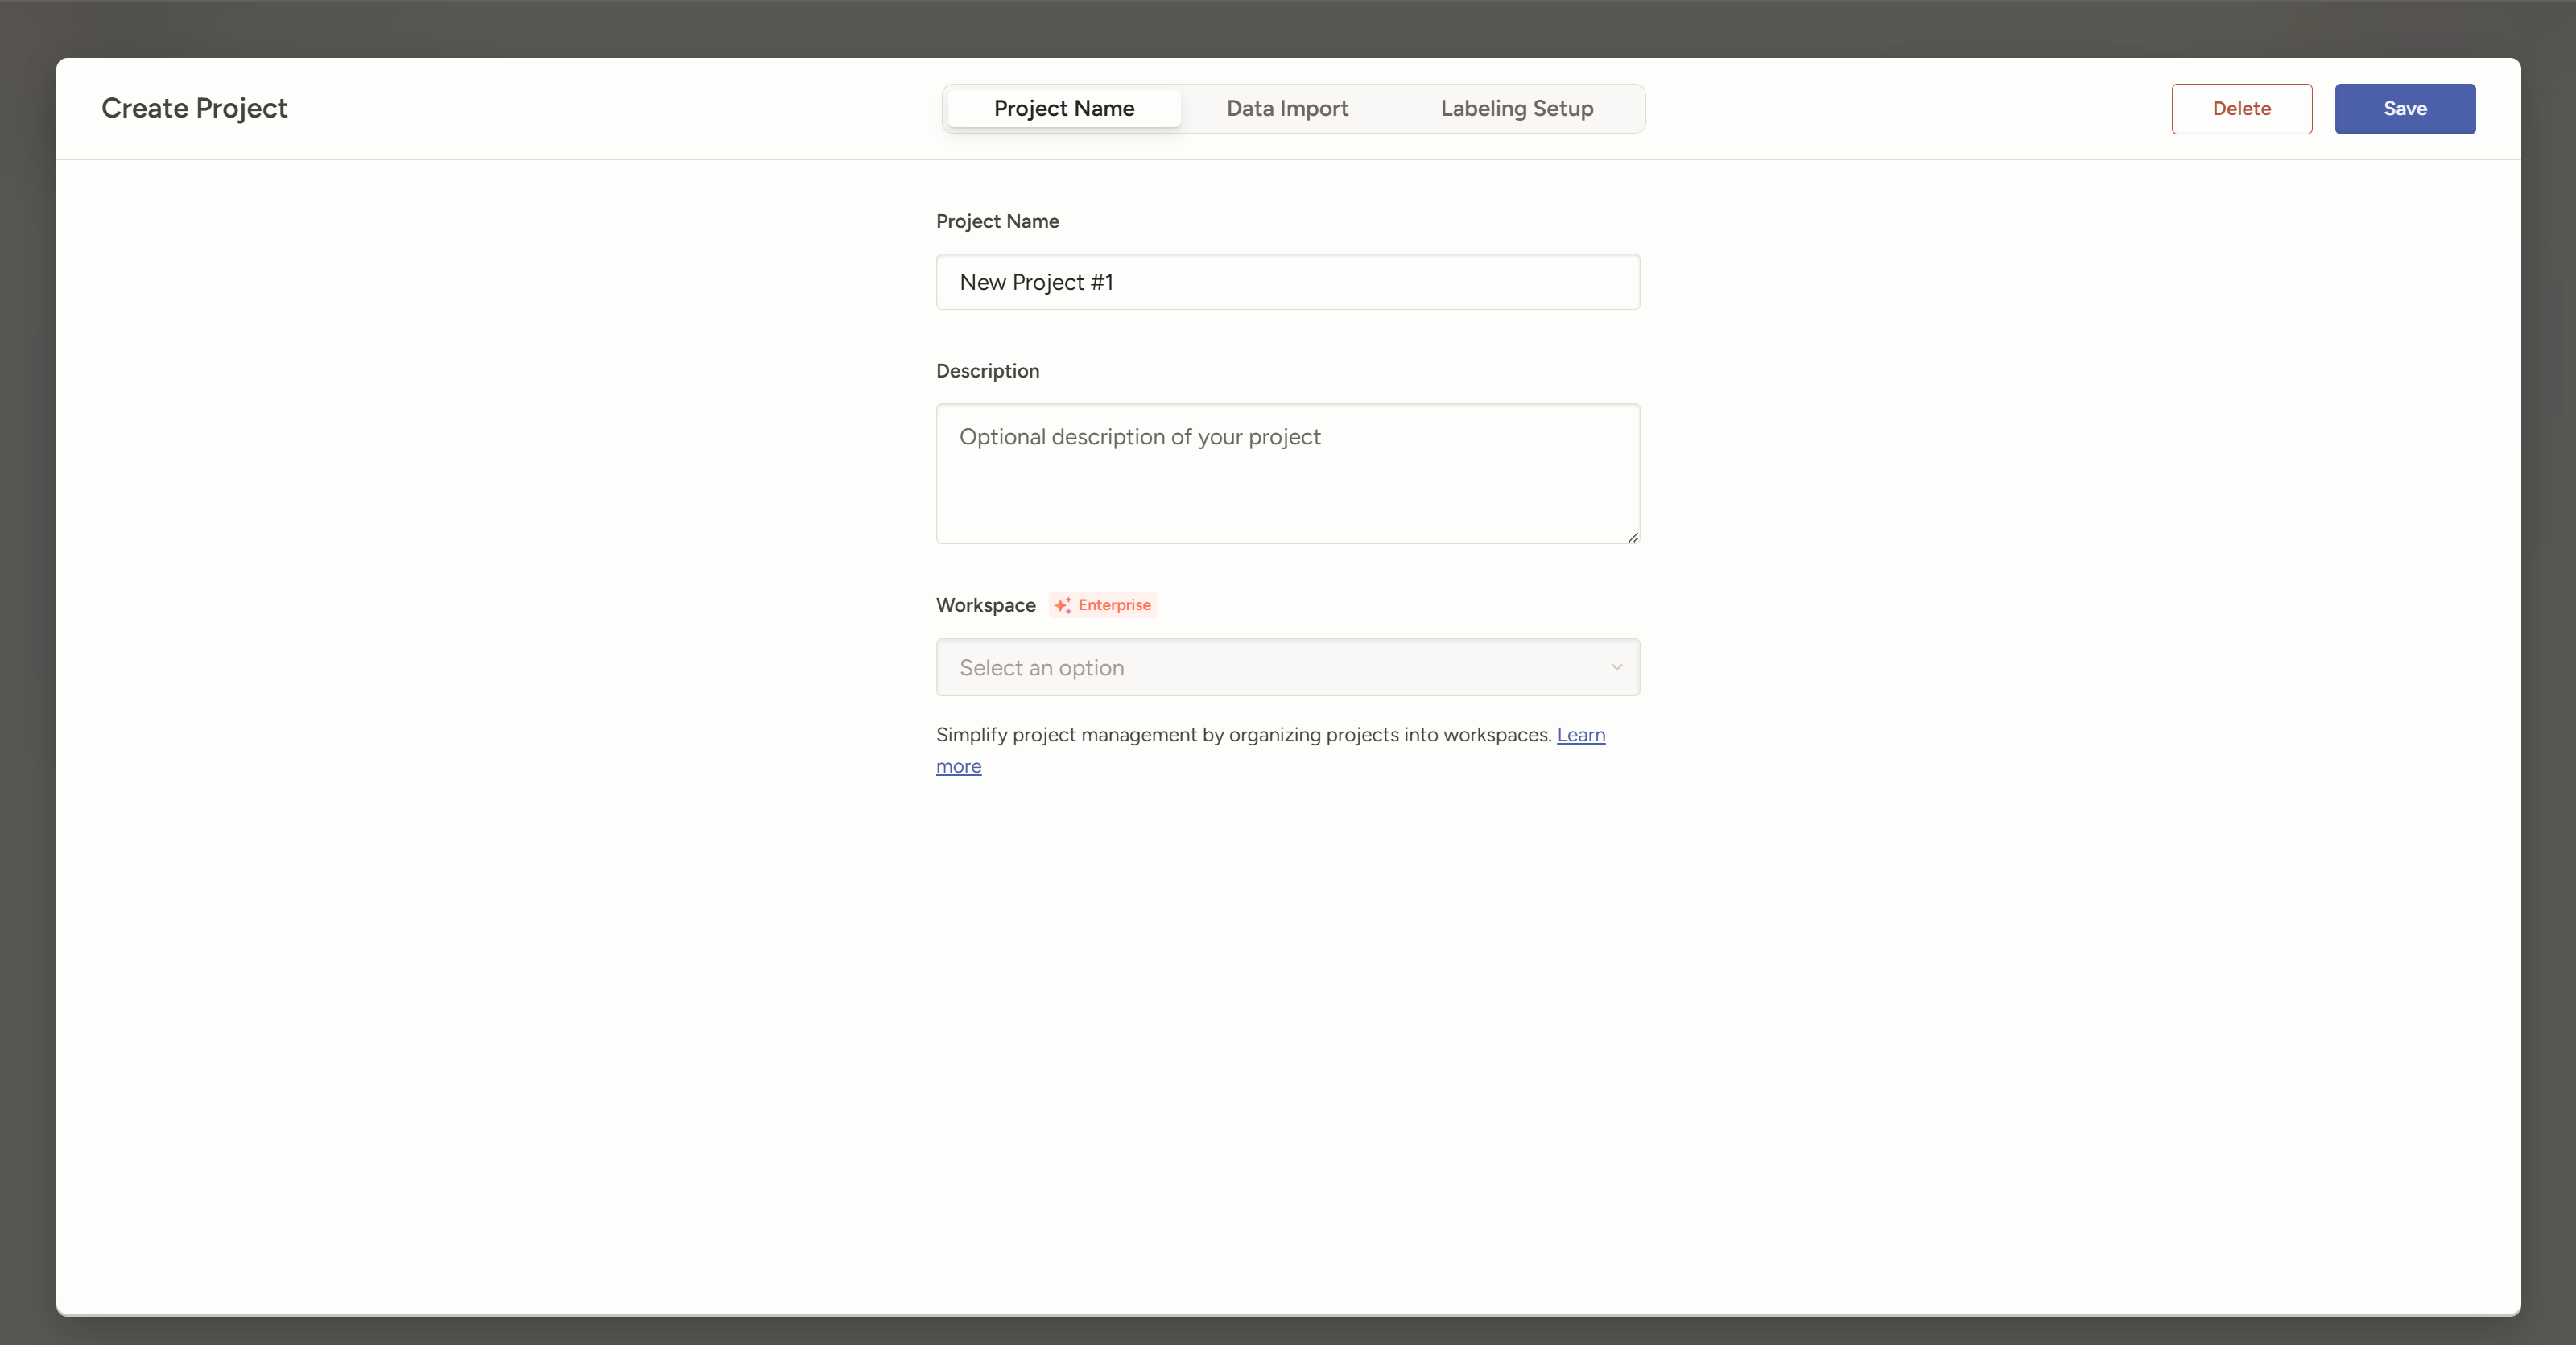 Create Project
Project Name
Data Import
Labeling Setup
Delete
Save
Project Name
New Project #1
Description
Optional description of your project
Workspace
Enterprise
Select an option
Simplify project management by organizing projects into workspaces. Learn
more